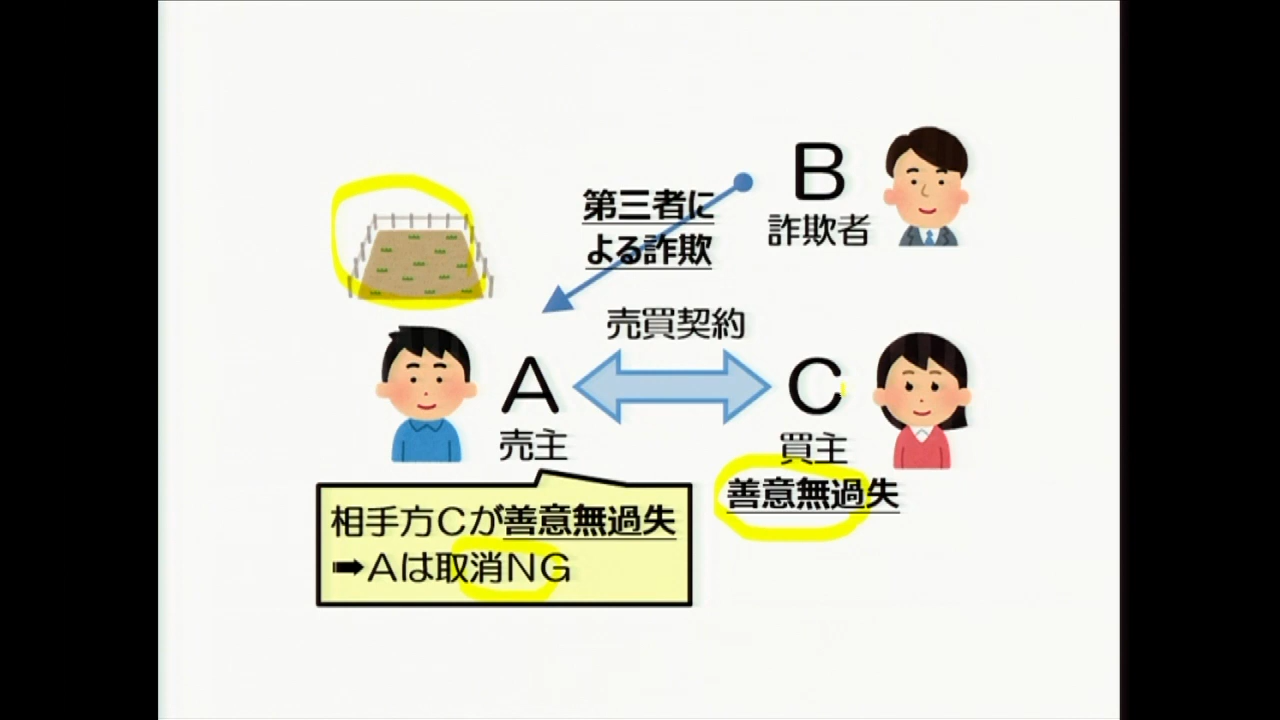 B
詐欺者
第三者に
よる詐欺
売買契約
A
売主
C
買主
善意無過失
相手方Cが善意無過失
➡Aは取消NG